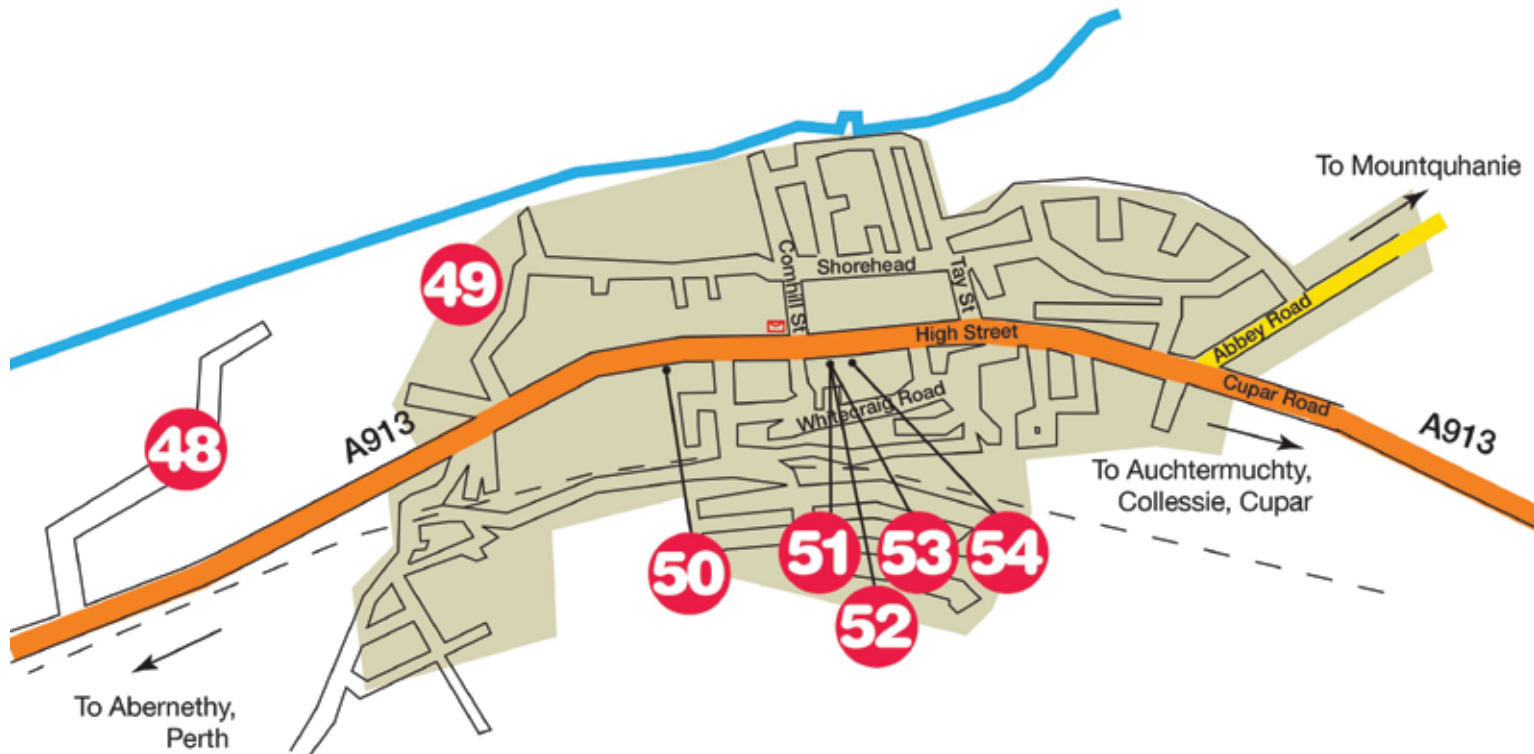 To Mountquhanie
49
Cornhill St
Shorehead
Tay St
High Street
Abbey Road
Cupar Road
Whitecraig Road
A913
48
A913
To Auchtermuchty,
Collessie, Cupar
50
51
53
54
52
To Abernethy,
Perth